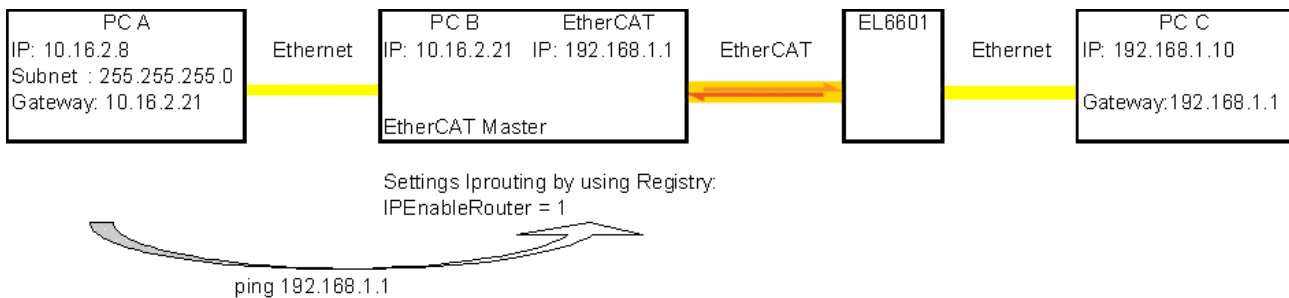 PC A
IP: 10.16.2.8
Subnet : 255.255.255.0
Gateway: 10.16.2.21
Ethernet
PC B EtherCAT
IP: 10.16.2.21 IP: 192.168.1.1
EtherCAT Master
EtherCAT
EL6601
Ethernet
PC C
IP: 192.168.1.10
Gateway:192.168.1.1
Settings Iprouting by using Registry:
IPEnableRouter = 1
ping 192.168.1.1